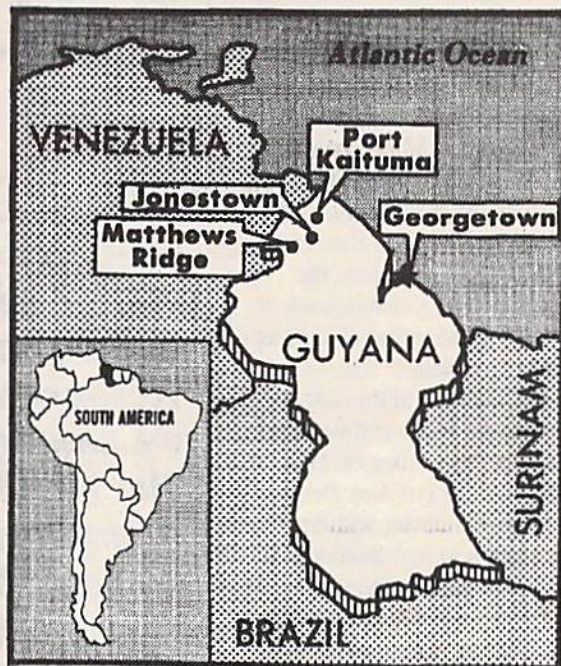 Atlantic Ocean
VENEZUELA
Port
Kaituma
Jonestown
Georgetown
Matthews
Ridge
GUYANA
SOUTH AMERICA
SURINAM
BRAZIL